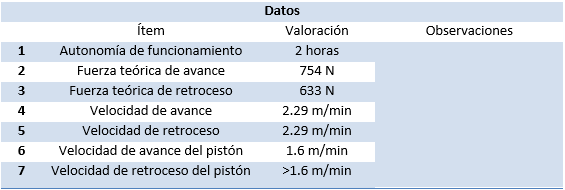 Datos
Ítem Valoración Observaciones
1 Autonomía de funcionamiento 2 horas
2 Fuerza teórica de avance 754 N
3 Fuerza teórica de retroceso 633 N
4 Velocidad de avance 2.29 m/min
5 Velocidad de retroceso 2.29 m/min
6 Velocidad de avance del pistón 1.6 m/min
7 Velocidad de retroceso del pistón >1.6 m/min